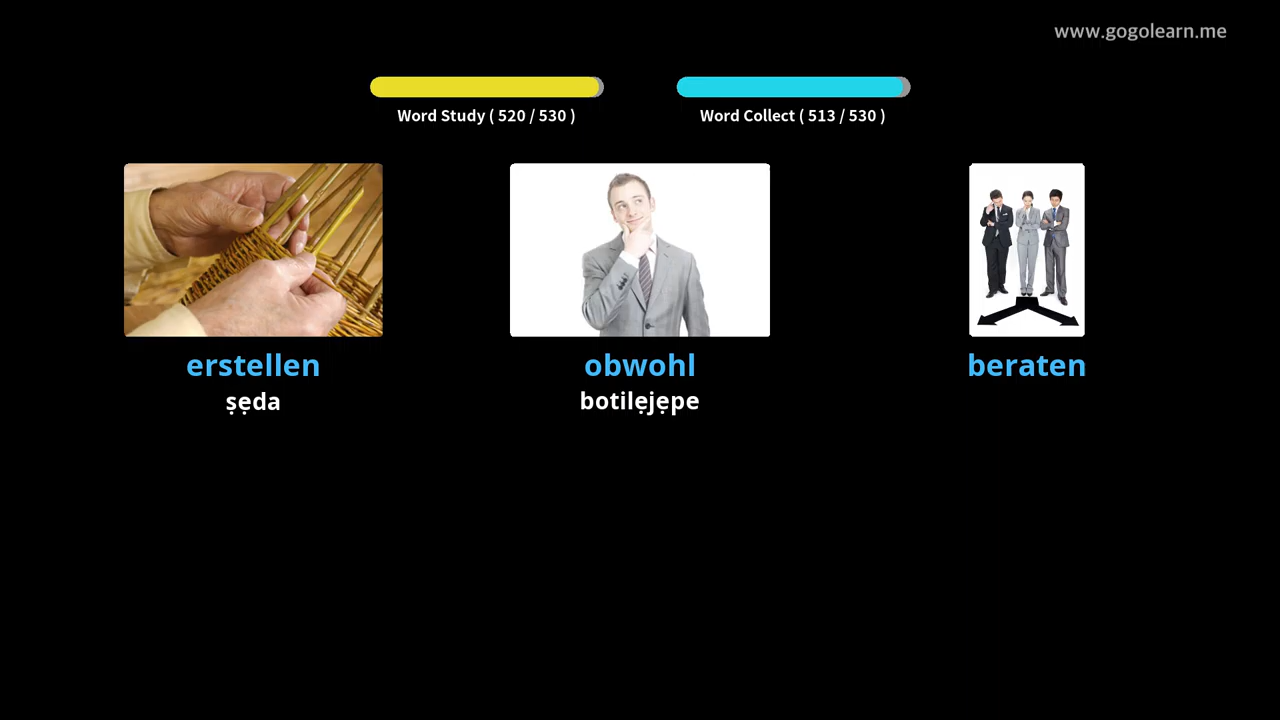 www.gogolearn.me
Word Study ( 520 / 530 )
Word Collect ( 513 / 530 )
erstellen
obwohl
beraten
ṣẹda
botilẹjẹpe